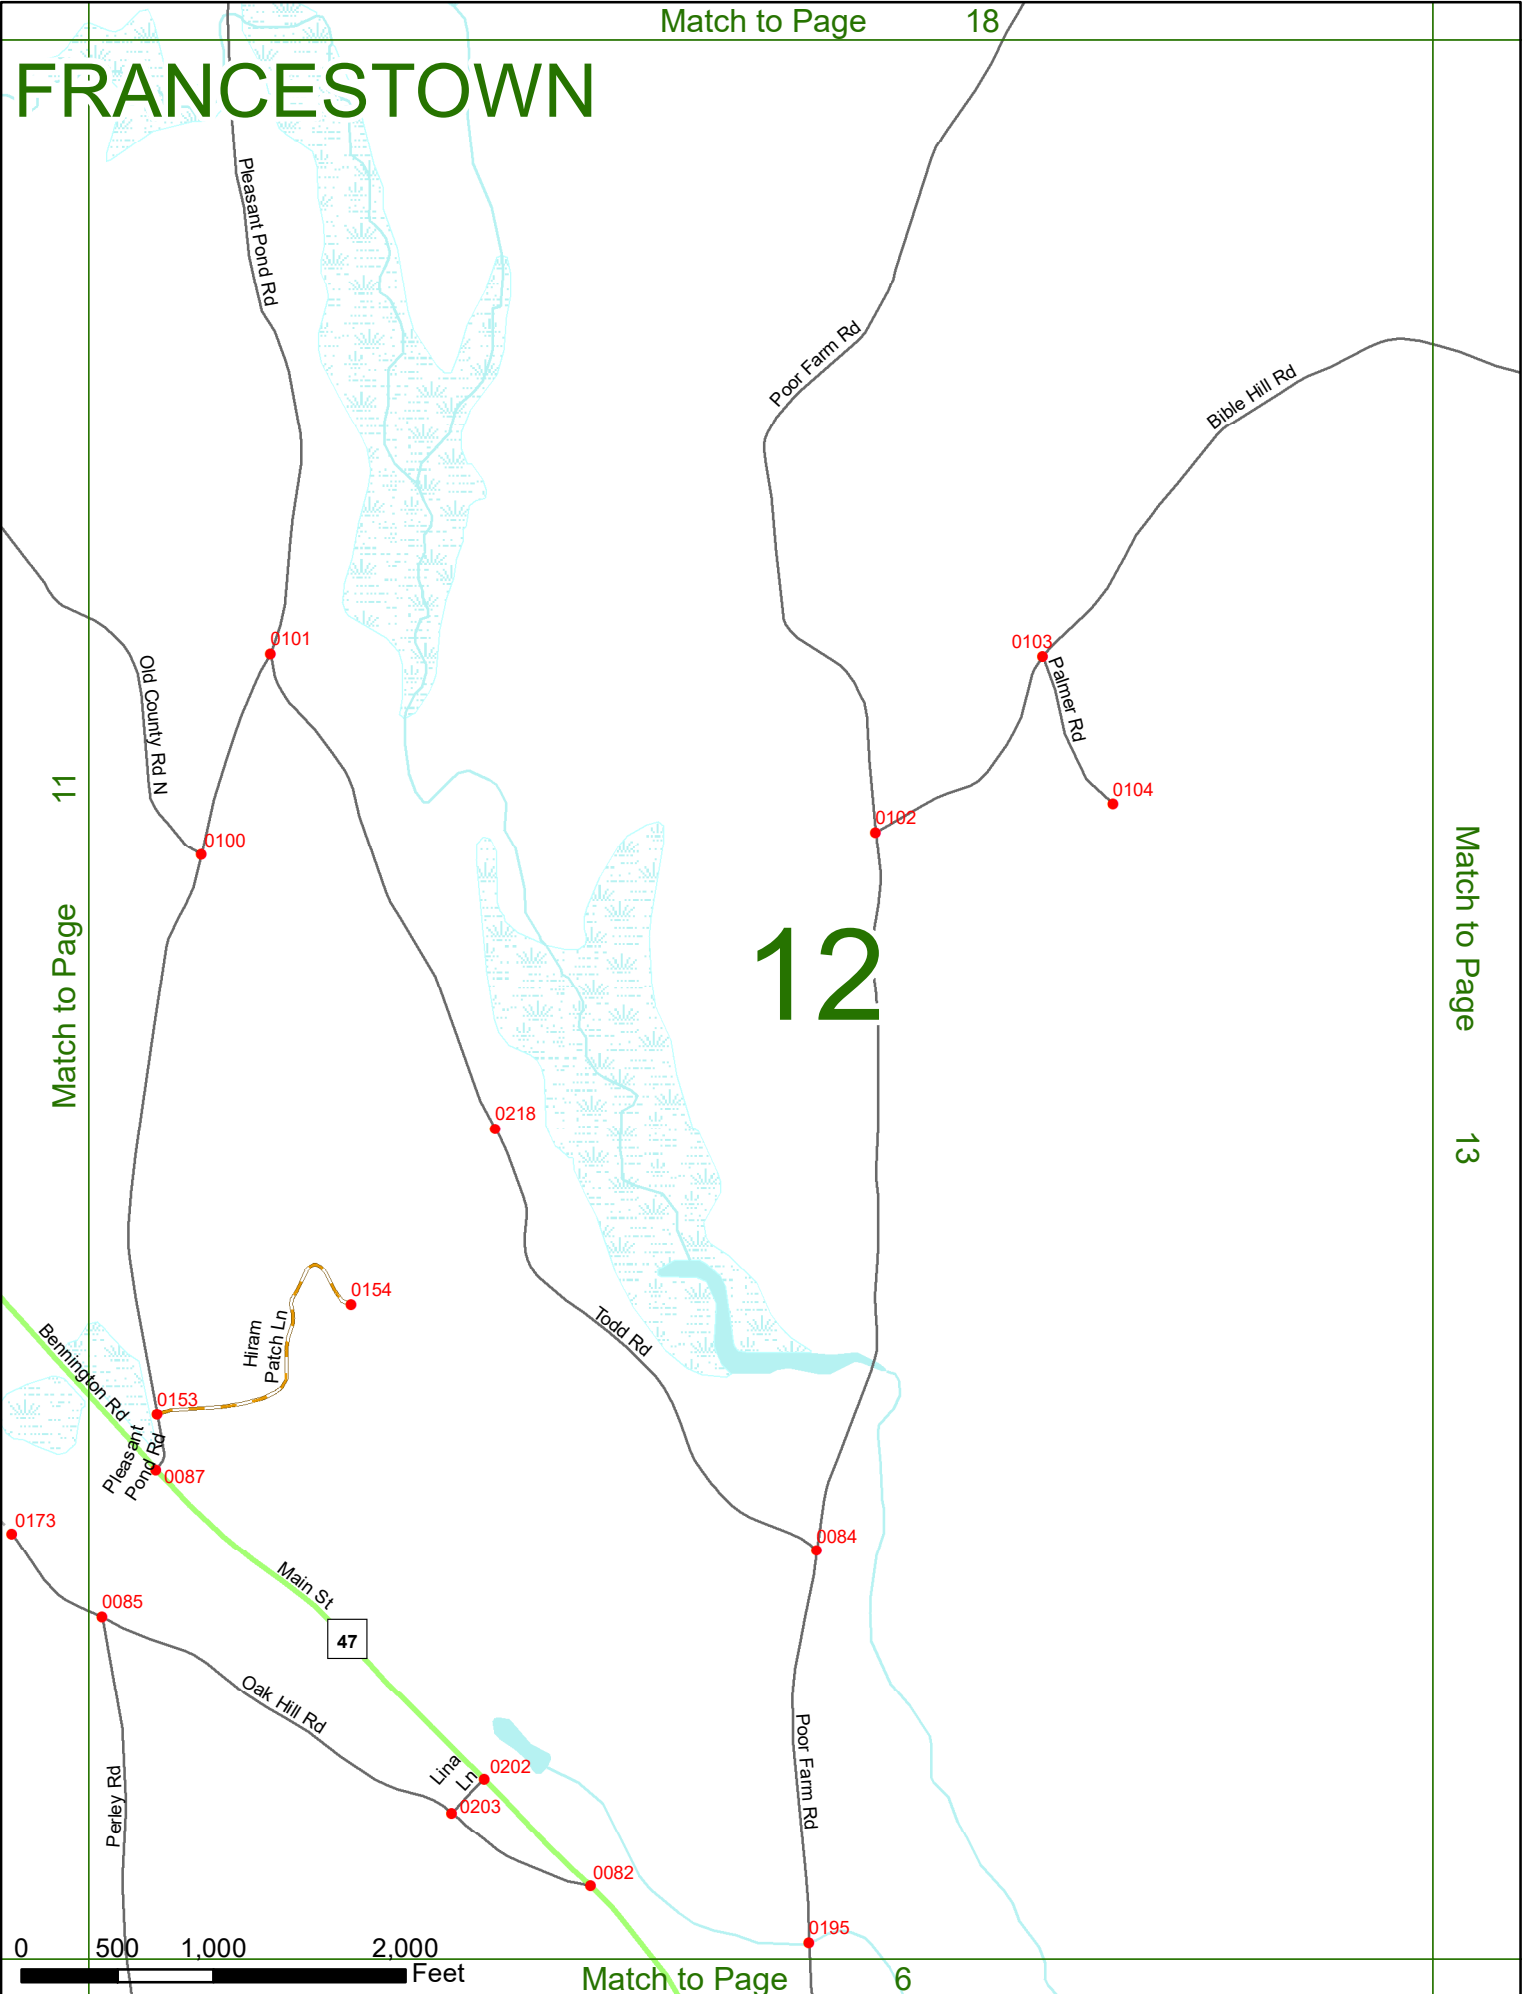 Match to Page 18
FRANCESTOWN
Pleasant Pond Rd
Poor Farm Rd
Bible Hill Rd
0101
0103
Old County Rd N
Palmer Rd
11
0104
0102
0100
Match to Page
12
Match to Page
13
0218
0154
Hiram
Patch Ln
Todd Rd
Bennington Rd
0153
Pleasant
Pond Rd
0087
0173
0084
Main St
0085
47
Oak Hill Rd
Poor Farm Rd
Lina
Ln
0202
Perley Rd
0203
0082
0195
0 500 1,000 2,000
Feet
Match to Page 6